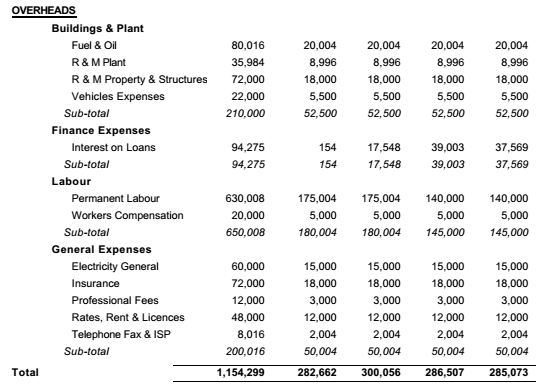 OVERHEADS
Buildings & Plant
Fuel & Oil 80,016 20,004 20,004 20,004 20,004
R & M Plant 35,984 8,996 8,996 8,996 8,996
R & M Property & Structures 72,000 18,000 18,000 18,000 18,000
Vehicles Expenses 22,000 5,500 5,500 5,500 5,500
Sub-total 210,000 52,500 52,500 52,500 52,500
Finance Expenses
Interest on Loans 94,275 154 17,548 39,003 37,569
Sub-total 94,275 154 17,548 39,003 37,569
Labour
Permanent Labour 630,008 175,004 175,004 140,000 140,000
Workers Compensation 20,000 5,000 5,000 5,000 5,000
Sub-total 650,008 180,004 180,004 145,000 145,000
General Expenses
Electricity General 60,000 15,000 15,000 15,000 15,000
Insurance 72,000 18,000 18,000 18,000 18,000
Professional Fees 12,000 3,000 3,000 3,000 3,000
Rates, Rent & Licences 48,000 12,000 12,000 12,000 12,000
Telephone Fax & ISP 8,016 2,004 2,004 2,004 2,004
Sub-total 200,016 50,004 50,004 50,004 50,004
Total 1,154,299 282,662 300,056 286,507 285,073